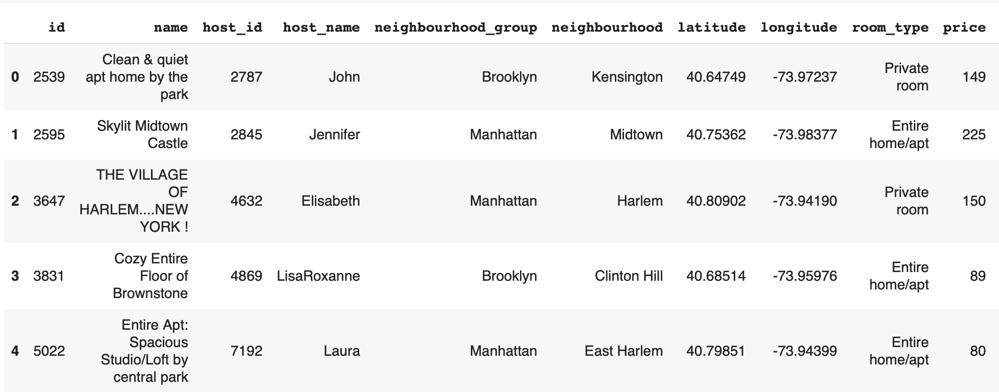 id name host_id host_name neighbourhood_group neighbourhood latitude longitude room_type price
0 2539 Clean & quiet apt home by the park 2787 John Brooklyn Kensington 40.64749 -73.97237 Private room 149
1 2595 Skylit Midtown Castle 2845 Jennifer Manhattan Midtown 40.75362 -73.98377 Entire home/apt 225
2 3647 THE VILLAGE OF HARLEM....NEW YORK ! 4632 Elisabeth Manhattan Harlem 40.80902 -73.94190 Private room 150
3 3831 Cozy Entire Floor of Brownstone 4869 LisaRoxanne Brooklyn Clinton Hill 40.68514 -73.95976 Entire home/apt 89
4 5022 Entire Apt: Spacious Studio/Loft by central park 7192 Laura Manhattan East Harlem 40.79851 -73.94399 Entire home/apt 80